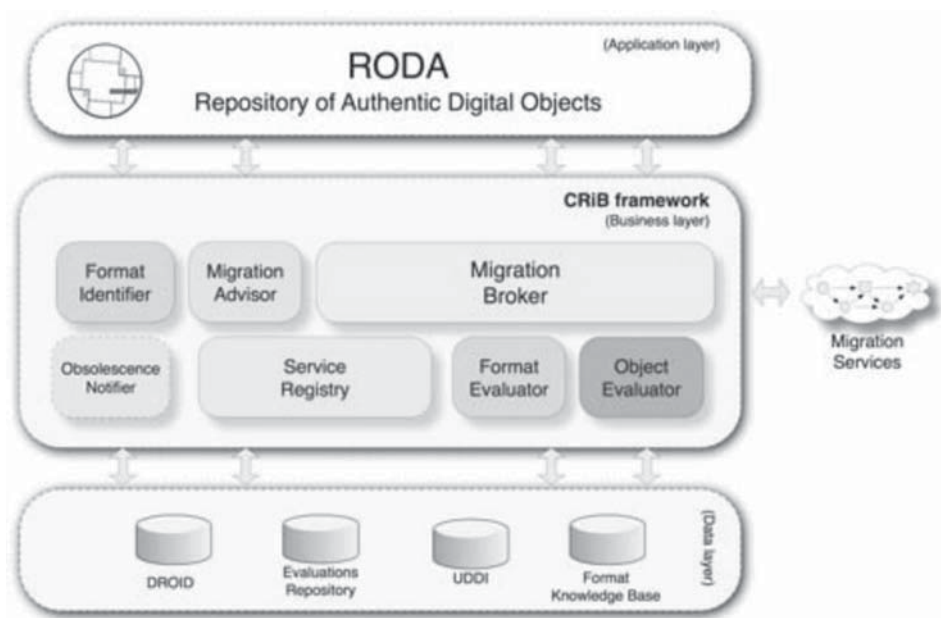 (Application layer)
RODA
Repository of Authentic Digital Objects
CRiB framework
(Business layer)
Format
Identifier
Migration
Advisor
Migration
Broker
Obsolescence
Notifier
Service
Registry
Format
Evaluator
Object
Evaluator
Migration
Services
(Data layer)
DROID
Evaluations
Repository
UDDI
Format
Knowledge Base